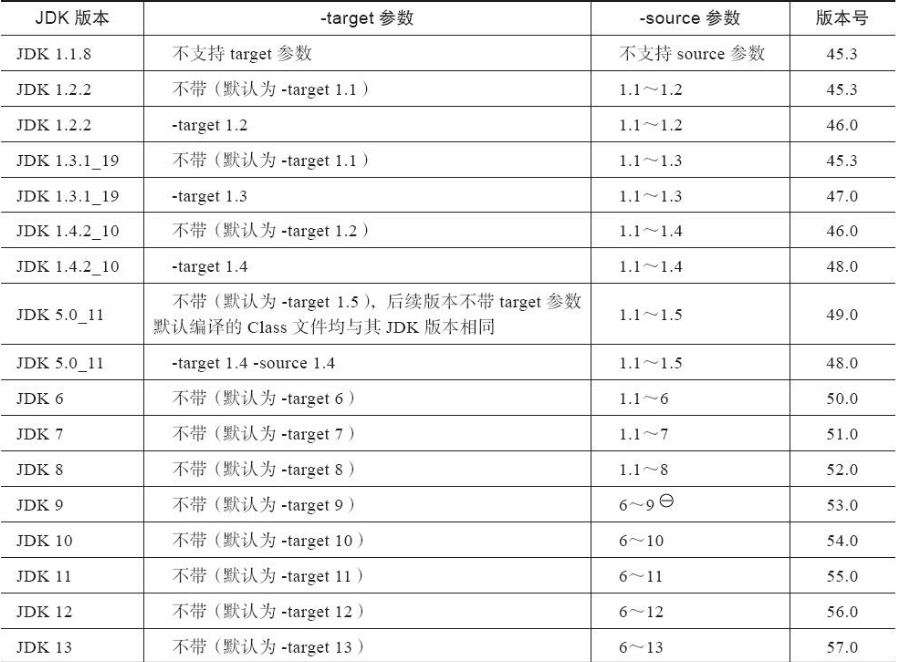 JDK 版本 -target 参数 -source 参数 版本号
JDK 1.1.8 不支持 target 参数 不支持 source 参数 45.3
JDK 1.2.2 不带（默认为 -target 1.1） 1.1～1.2 45.3
JDK 1.2.2 -target 1.2 1.1～1.2 46.0
JDK 1.3.1_19 不带（默认为 -target 1.1） 1.1～1.3 45.3
JDK 1.3.1_19 -target 1.3 1.1～1.3 47.0
JDK 1.4.2_10 不带（默认为 -target 1.2） 1.1～1.4 46.0
JDK 1.4.2_10 -target 1.4 1.1～1.4 48.0
JDK 5.0_11 不带（默认为 -target 1.5），后续版本不带 target 参数
默认编译的 Class 文件均与其 JDK 版本相同 1.1～1.5 49.0
JDK 5.0_11 -target 1.4 -source 1.4 1.1～1.5 48.0
JDK 6 不带（默认为 -target 6） 1.1～6 50.0
JDK 7 不带（默认为 -target 7） 1.1～7 51.0
JDK 8 不带（默认为 -target 8） 1.1～8 52.0
JDK 9 不带（默认为 -target 9） 6～9㊀ 53.0
JDK 10 不带（默认为 -target 10） 6～10 54.0
JDK 11 不带（默认为 -target 11） 6～11 55.0
JDK 12 不带（默认为 -target 12） 6～12 56.0
JDK 13 不带（默认为 -target 13） 6～13 57.0